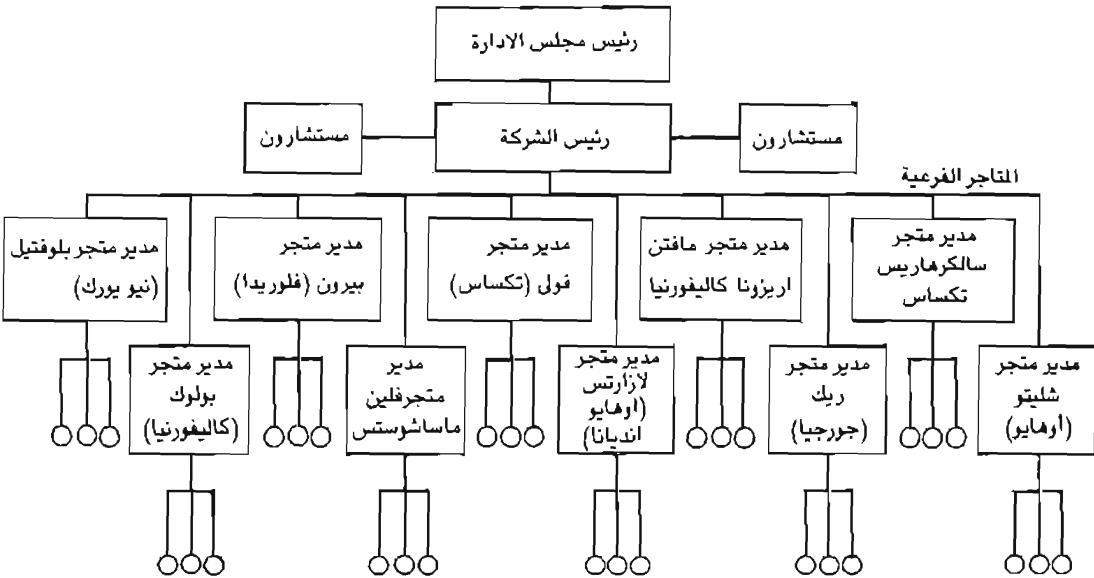 رئيس مجلس الادارة
مستشارون
رئيس الشركة
مستشارون
المتاجر الفرعية
مدير متجر
سالكرهاريس
تكساس
مدير متجر مافتن
اريزونا كاليفورنيا
مدير متجر
فولى (تكساس)
مدير متجر
بيرون (فلوريدا)
مدير متجر بلوفتيل
(نيو يورك)
مدير متجر
شليتو
(أوهايو)
مدير متجر
ريك
(جورجيا)
مدير متجر
لازارتس
(اوهايو
انديانا)
مدير
متجرفلين
ماساشوستس
مدير متجر
بولوك
(كاليفورنيا)